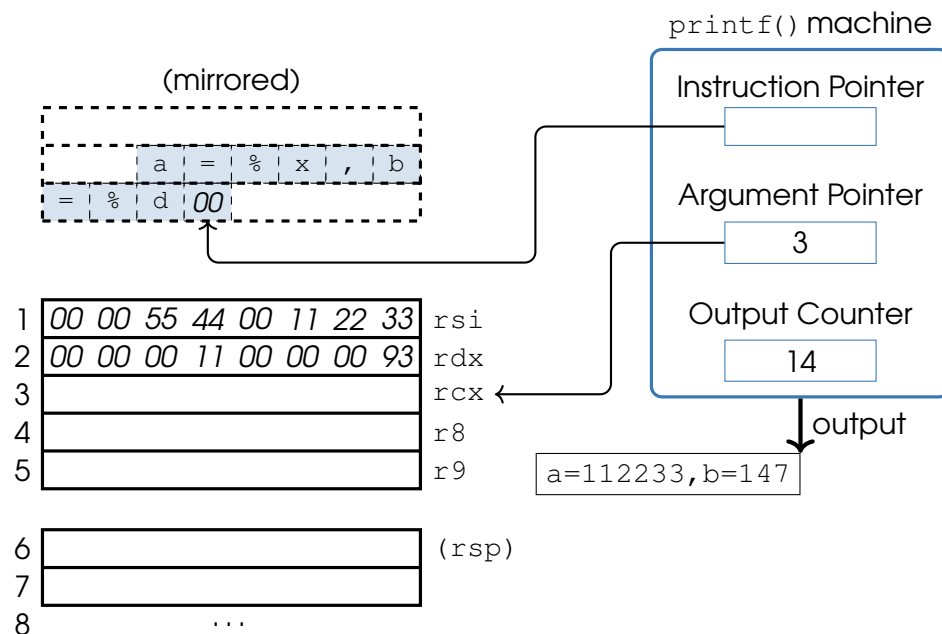 printf() machine
(mirrored)
Instruction Pointer
a = % x , b
= % d 00
Argument Pointer
3
1 00 00 55 44 00 11 22 33 rsi
2 00 00 00 11 00 00 00 93 rdx
3 rcx
4 r8
5 r9
Output Counter
14
output
a=112233,b=147
6 (rsp)
7
8 ...